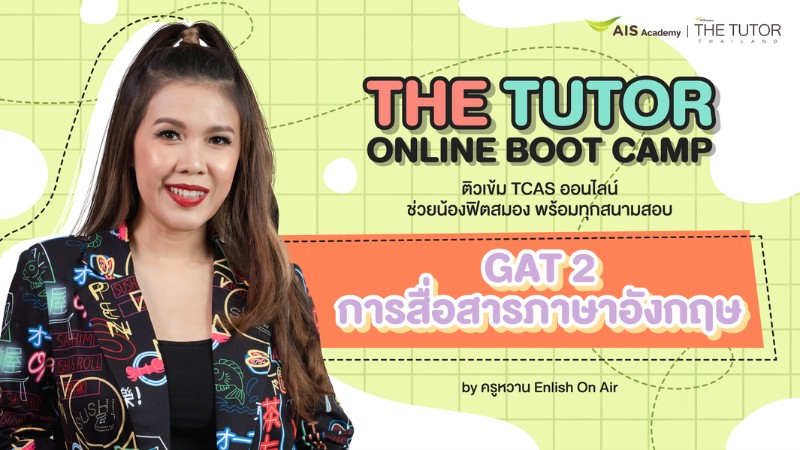 AIS Academy | THE TUTOR
THAILAND
THE TUTOR
ONLINE BOOT CAMP
ติวเข้ม TCAS ออนไลน์
ช่วยน้องฟิตสมอง พร้อมทุกสนามสอบ
GAT 2
การสื่อสารภาษาอังกฤษ
by ครูหวาน Enlish On Air
SUSHI
SUSHI